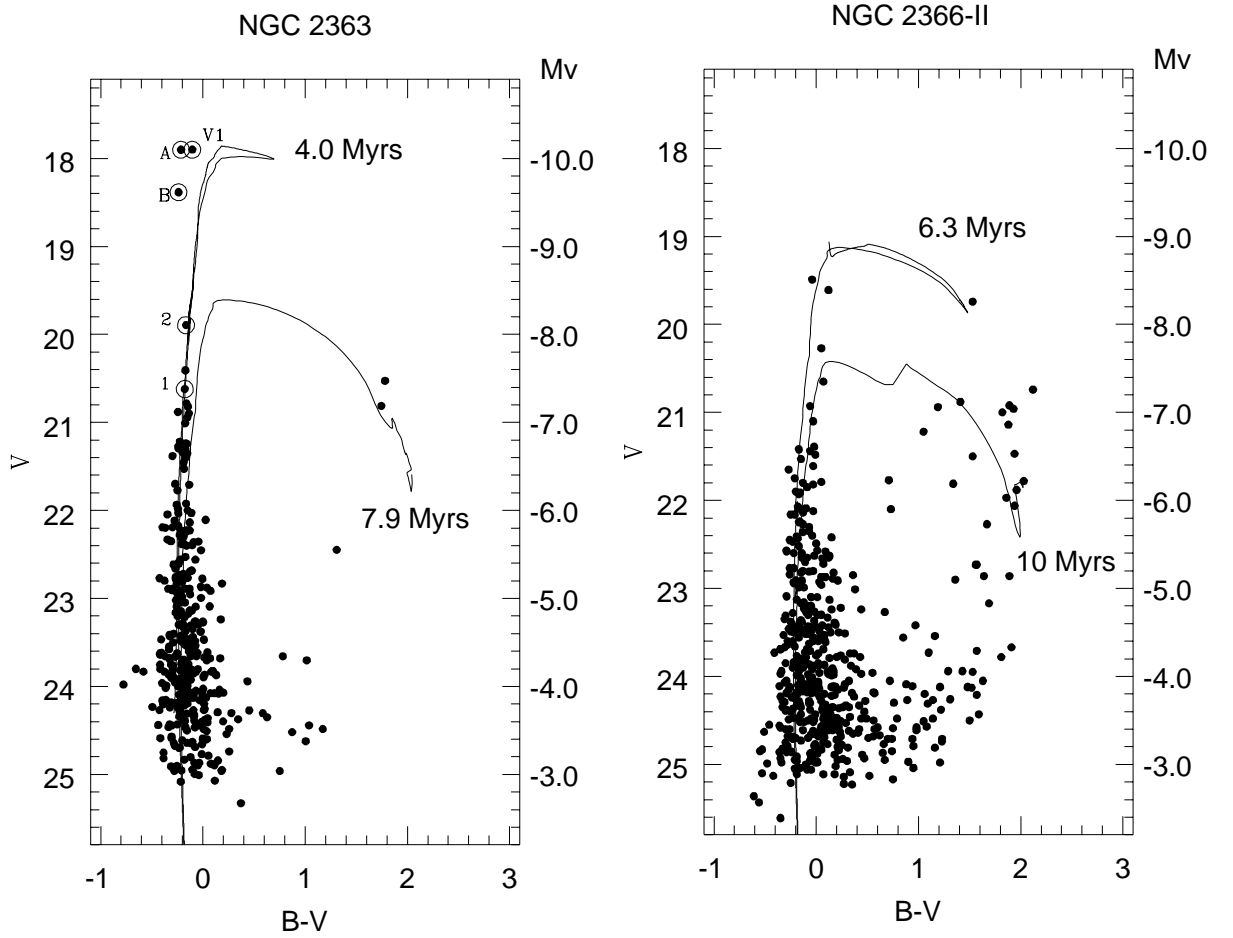 NGC 2363
Mv
V1
A
B
2
1
4.0 Myrs
7.9 Myrs
18
19
20
21
22
23
24
25
V
-10.0
-9.0
-8.0
-7.0
-6.0
-5.0
-4.0
-3.0
-1 0 1 2 3
B-V
NGC 2366-II
Mv
6.3 Myrs
10 Myrs
18
19
20
21
22
23
24
25
V
-10.0
-9.0
-8.0
-7.0
-6.0
-5.0
-4.0
-3.0
-1 0 1 2 3
B-V